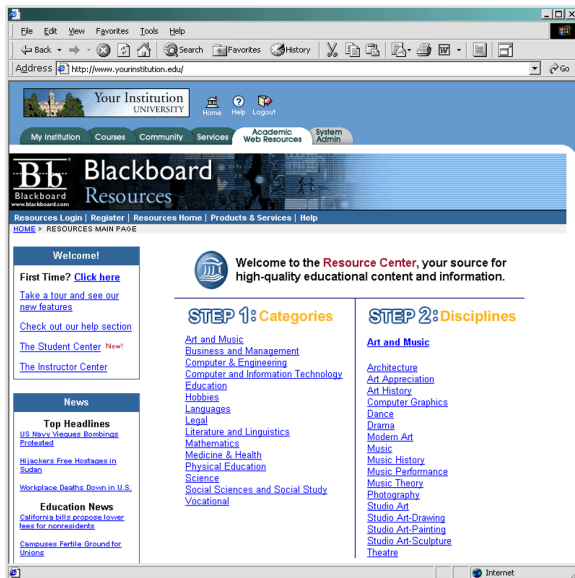 File Edit View Favorites Tools Help
Back Search Favorites History
Address http://www.yourinstitution.edu/ Go
Your Institution
UNIVERSITY
Home Help Logout
My Institution Courses Community Services Academic Web Resources System Admin
Bb Blackboard
Blackboard Resources
www.blackboard.com
Resources Login | Register | Resources Home | Products & Services | Help
HOME > RESOURCES MAIN PAGE
Welcome!
First Time? Click here
Take a tour and see our
new features
Check out our help section
The Student Center New!
The Instructor Center
News
Top Headlines
US Navy Vieques Bombings
Protested
Hijackers Free Hostages in
Sudan
Workplace Deaths Down in U.S.
Education News
California bills propose lower
fees for nonresidents
Campuses Fertile Ground for
Unions
Welcome to the Resource Center, your source for
high-quality educational content and information.
STEP 1: Categories
Art and Music
Business and Management
Computer & Engineering
Computer and Information Technology
Education
Hobbies
Languages
Legal
Literature and Linguistics
Mathematics
Medicine & Health
Physical Education
Science
Social Sciences and Social Study
Vocational
STEP 2: Disciplines
Art and Music
Architecture
Art Appreciation
Art History
Computer Graphics
Dance
Drama
Modern Art
Music
Music History
Music Performance
Music Theory
Photography
Studio Art
Studio Art-Drawing
Studio Art-Painting
Studio Art-Sculpture
Theatre
Internet